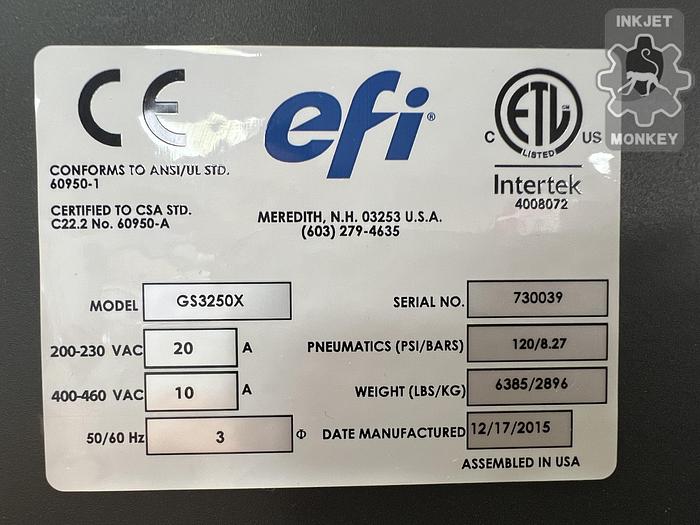 INKJET
MONKEY
CE
efi®
C ETL US
LISTED
Intertek
4008072
CONFORMS TO ANSI/UL STD.
60950-1
CERTIFIED TO CSA STD.
C22.2 No. 60950-A
MEREDITH, N.H. 03253 U.S.A.
(603) 279-4635
MODEL GS3250X
SERIAL NO. 730039
200-230 VAC 20 A
PNEUMATICS (PSI/BARS) 120/8.27
400-460 VAC 10 A
WEIGHT (LBS/KG) 6385/2896
50/60 Hz 3 Φ
DATE MANUFACTURED 12/17/2015
ASSEMBLED IN USA